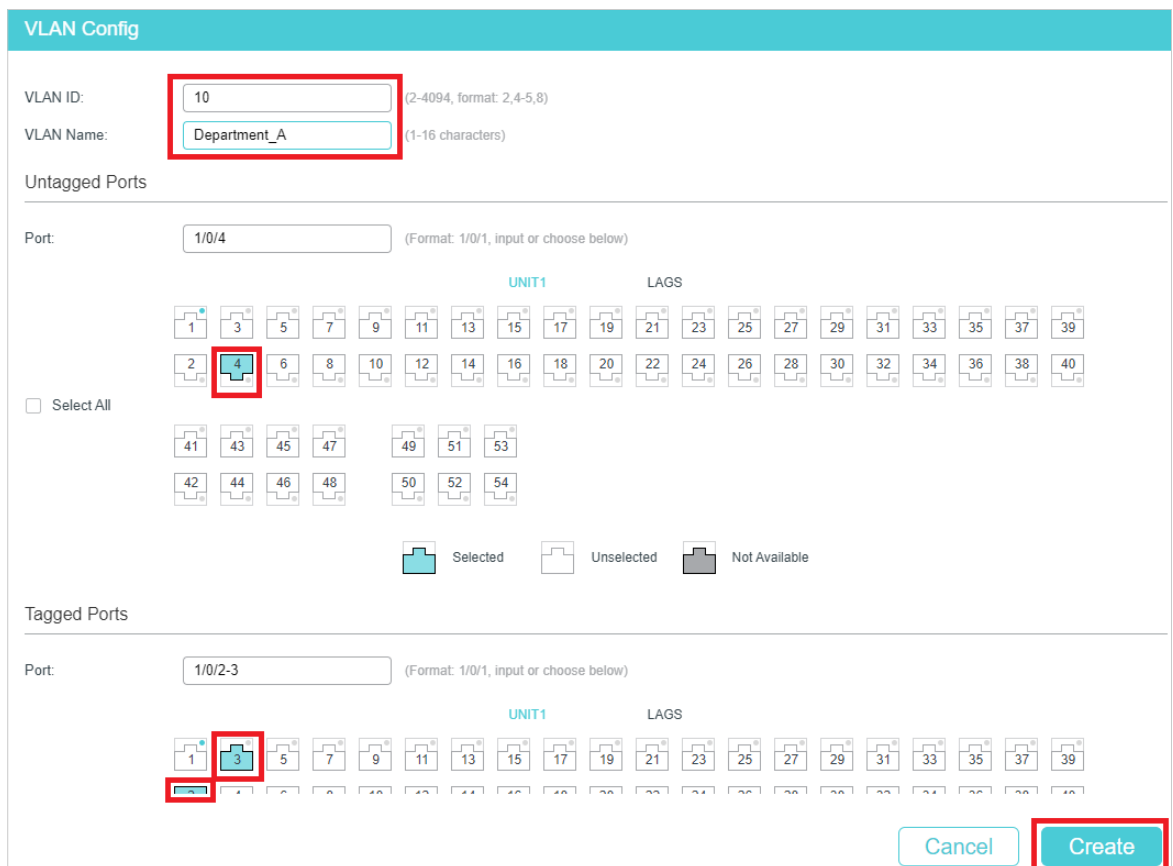 VLAN Config
VLAN ID: 10 (2-4094, format: 2,4-5,8)
VLAN Name: Department_A (1-16 characters)
Untagged Ports
Port: 1/0/4 (Format: 1/0/1, input or choose below)
UNIT1 LAGS
1 3 5 7 9 11 13 15 17 19 21 23 25 27 29 31 33 35 37 39
2 4 6 8 10 12 14 16 18 20 22 24 26 28 30 32 34 36 38 40
Select All
41 43 45 47 49 51 53
42 44 46 48 50 52 54
Selected Unselected Not Available
Tagged Ports
Port: 1/0/2-3 (Format: 1/0/1, input or choose below)
UNIT1 LAGS
1 3 5 7 9 11 13 15 17 19 21 23 25 27 29 31 33 35 37 39
Cancel Create